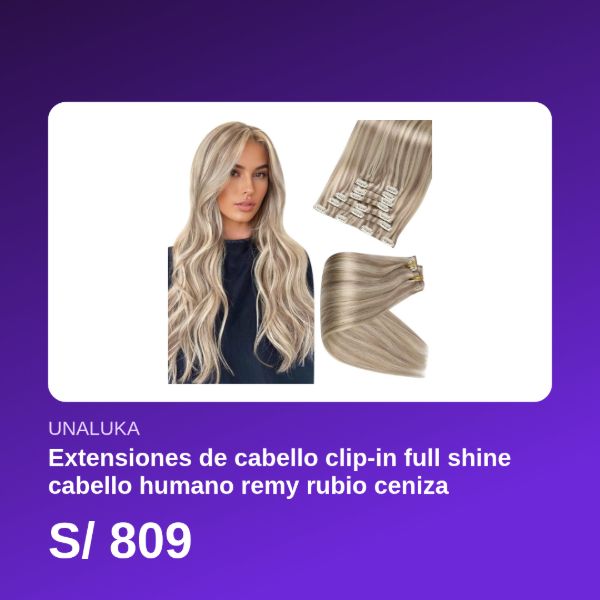 UNALUKA
Extensiones de cabello clip-in full shine
cabello humano remy rubio ceniza
S/ 809